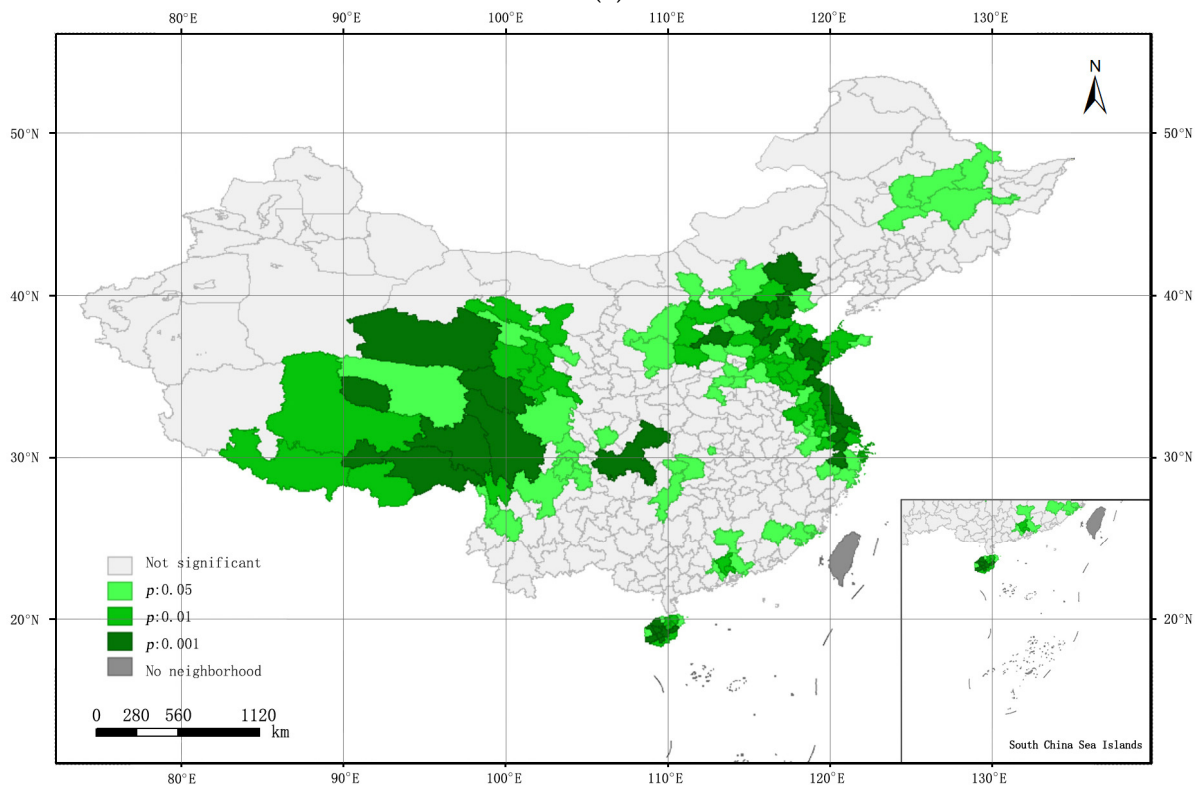 80°E 90°E 100°E 110°E 120°E 130°E
N
50°N 50°N
40°N 40°N
30°N 30°N
20°N 20°N
Not significant
p:0.05
p:0.01
p:0.001
No neighborhood
0 280 560 1120
km
South China Sea Islands
80°E 90°E 100°E 110°E 120°E 130°E